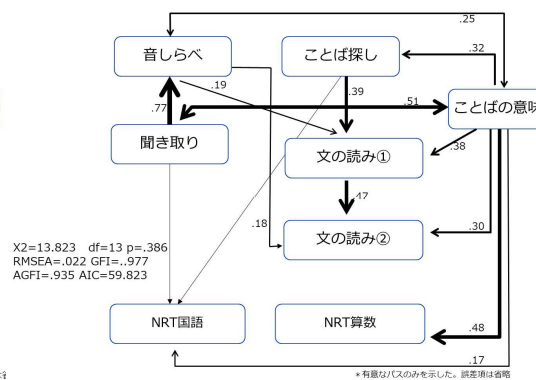 .25
音しらべ
ことば探し
.32
.19
.39
.77
.51
ことばの意味
聞き取り
文の読み①
.38
.47
.18
文の読み②
.30
X2=13.823 df=13 p=.386
RMSEA=.022 GFI=..977
AGFI=.935 AIC=59.823
NRT国語
NRT算数
.48
.17
*有意なパスのみを示した。誤差項は省略